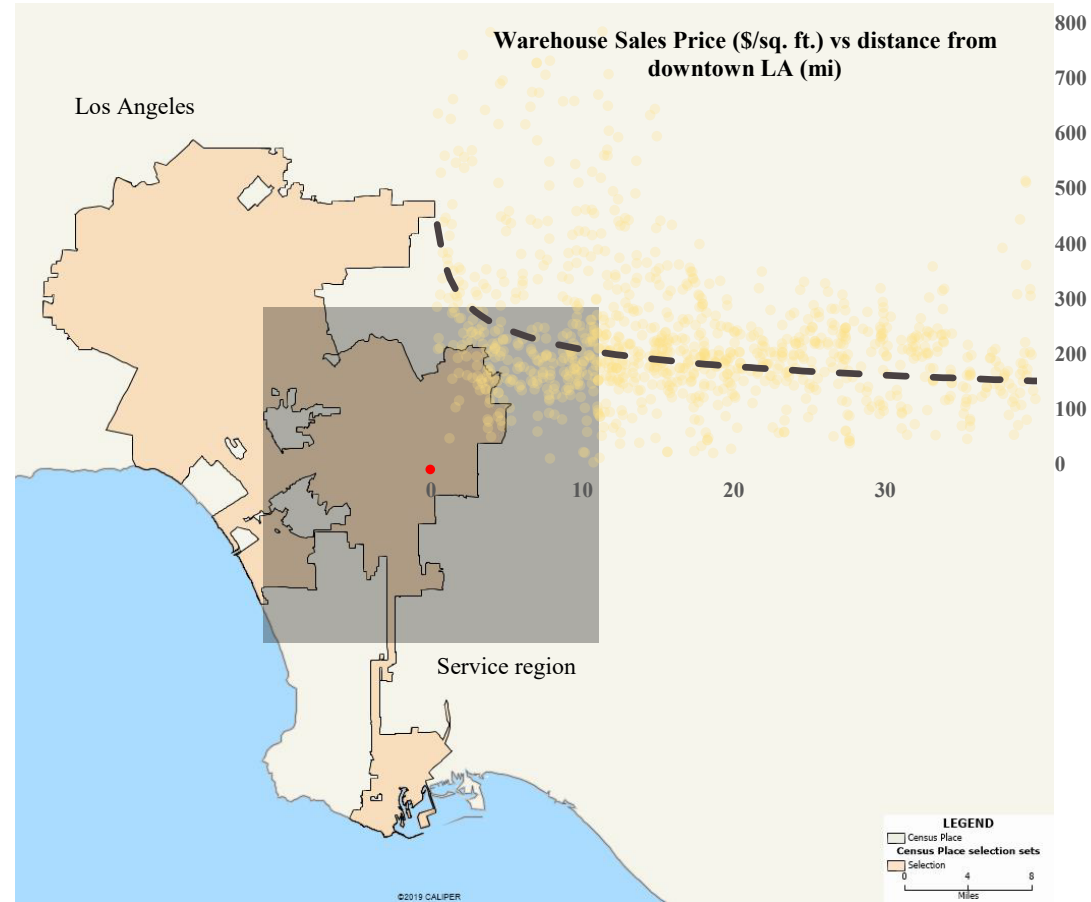 Warehouse Sales Price ($/sq. ft.) vs distance from
downtown LA (mi)
Los Angeles
800
700
600
500
400
300
200
100
0
0 10 20 30
Service region
LEGEND
Census Place
Census Place selection sets
Selection
0 4 8
Miles
©2019 CALIPER